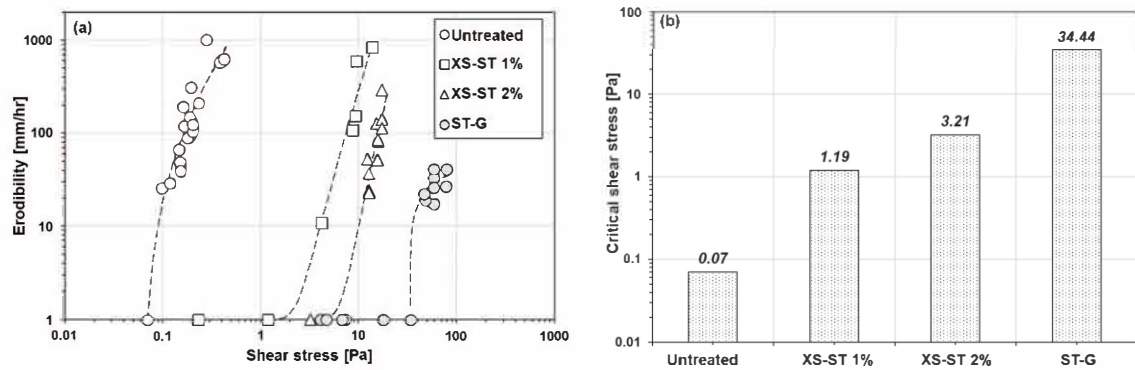 (a)
Erodibility [mm/hr]
1000
100
10
1
0.01
0.1
1
10
100
1000
Shear stress [Pa]
Untreated
XS-ST 1%
XS-ST 2%
ST-G
(b)
Critical shear stress [Pa]
100
10
1
0.1
0.01
0.07
1.19
3.21
34.44
Untreated
XS-ST 1%
XS-ST 2%
ST-G